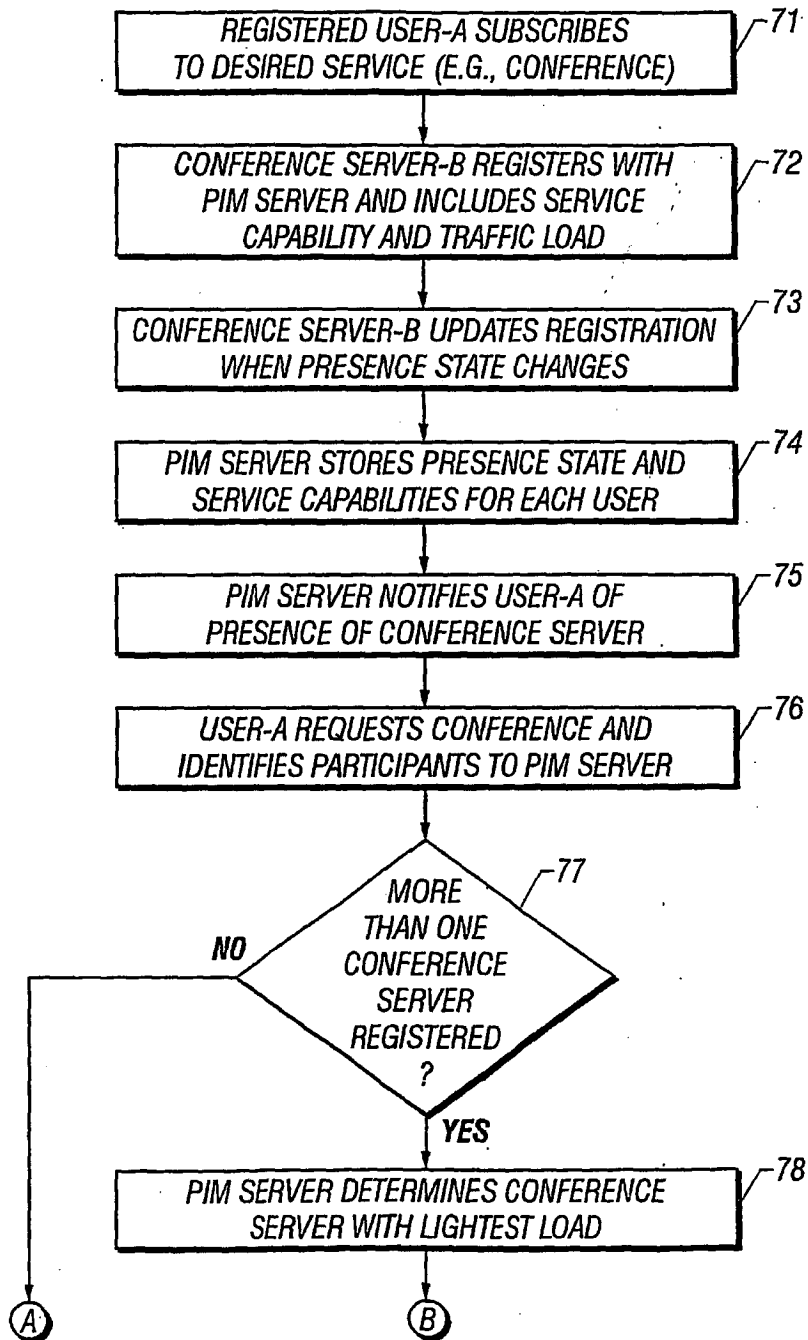 REGISTERED USER-A SUBSCRIBES
TO DESIRED SERVICE (E.G., CONFERENCE)
71
CONFERENCE SERVER-B REGISTERS WITH
PIM SERVER AND INCLUDES SERVICE
CAPABILITY AND TRAFFIC LOAD
72
CONFERENCE SERVER-B UPDATES REGISTRATION
WHEN PRESENCE STATE CHANGES
73
PIM SERVER STORES PRESENCE STATE AND
SERVICE CAPABILITIES FOR EACH USER
74
PIM SERVER NOTIFIES USER-A OF
PRESENCE OF CONFERENCE SERVER
75
USER-A REQUESTS CONFERENCE AND
IDENTIFIES PARTICIPANTS TO PIM SERVER
76
MORE
THAN ONE
CONFERENCE
SERVER
REGISTERED
?
77
NO
YES
PIM SERVER DETERMINES CONFERENCE
SERVER WITH LIGHTEST LOAD
78
A
B